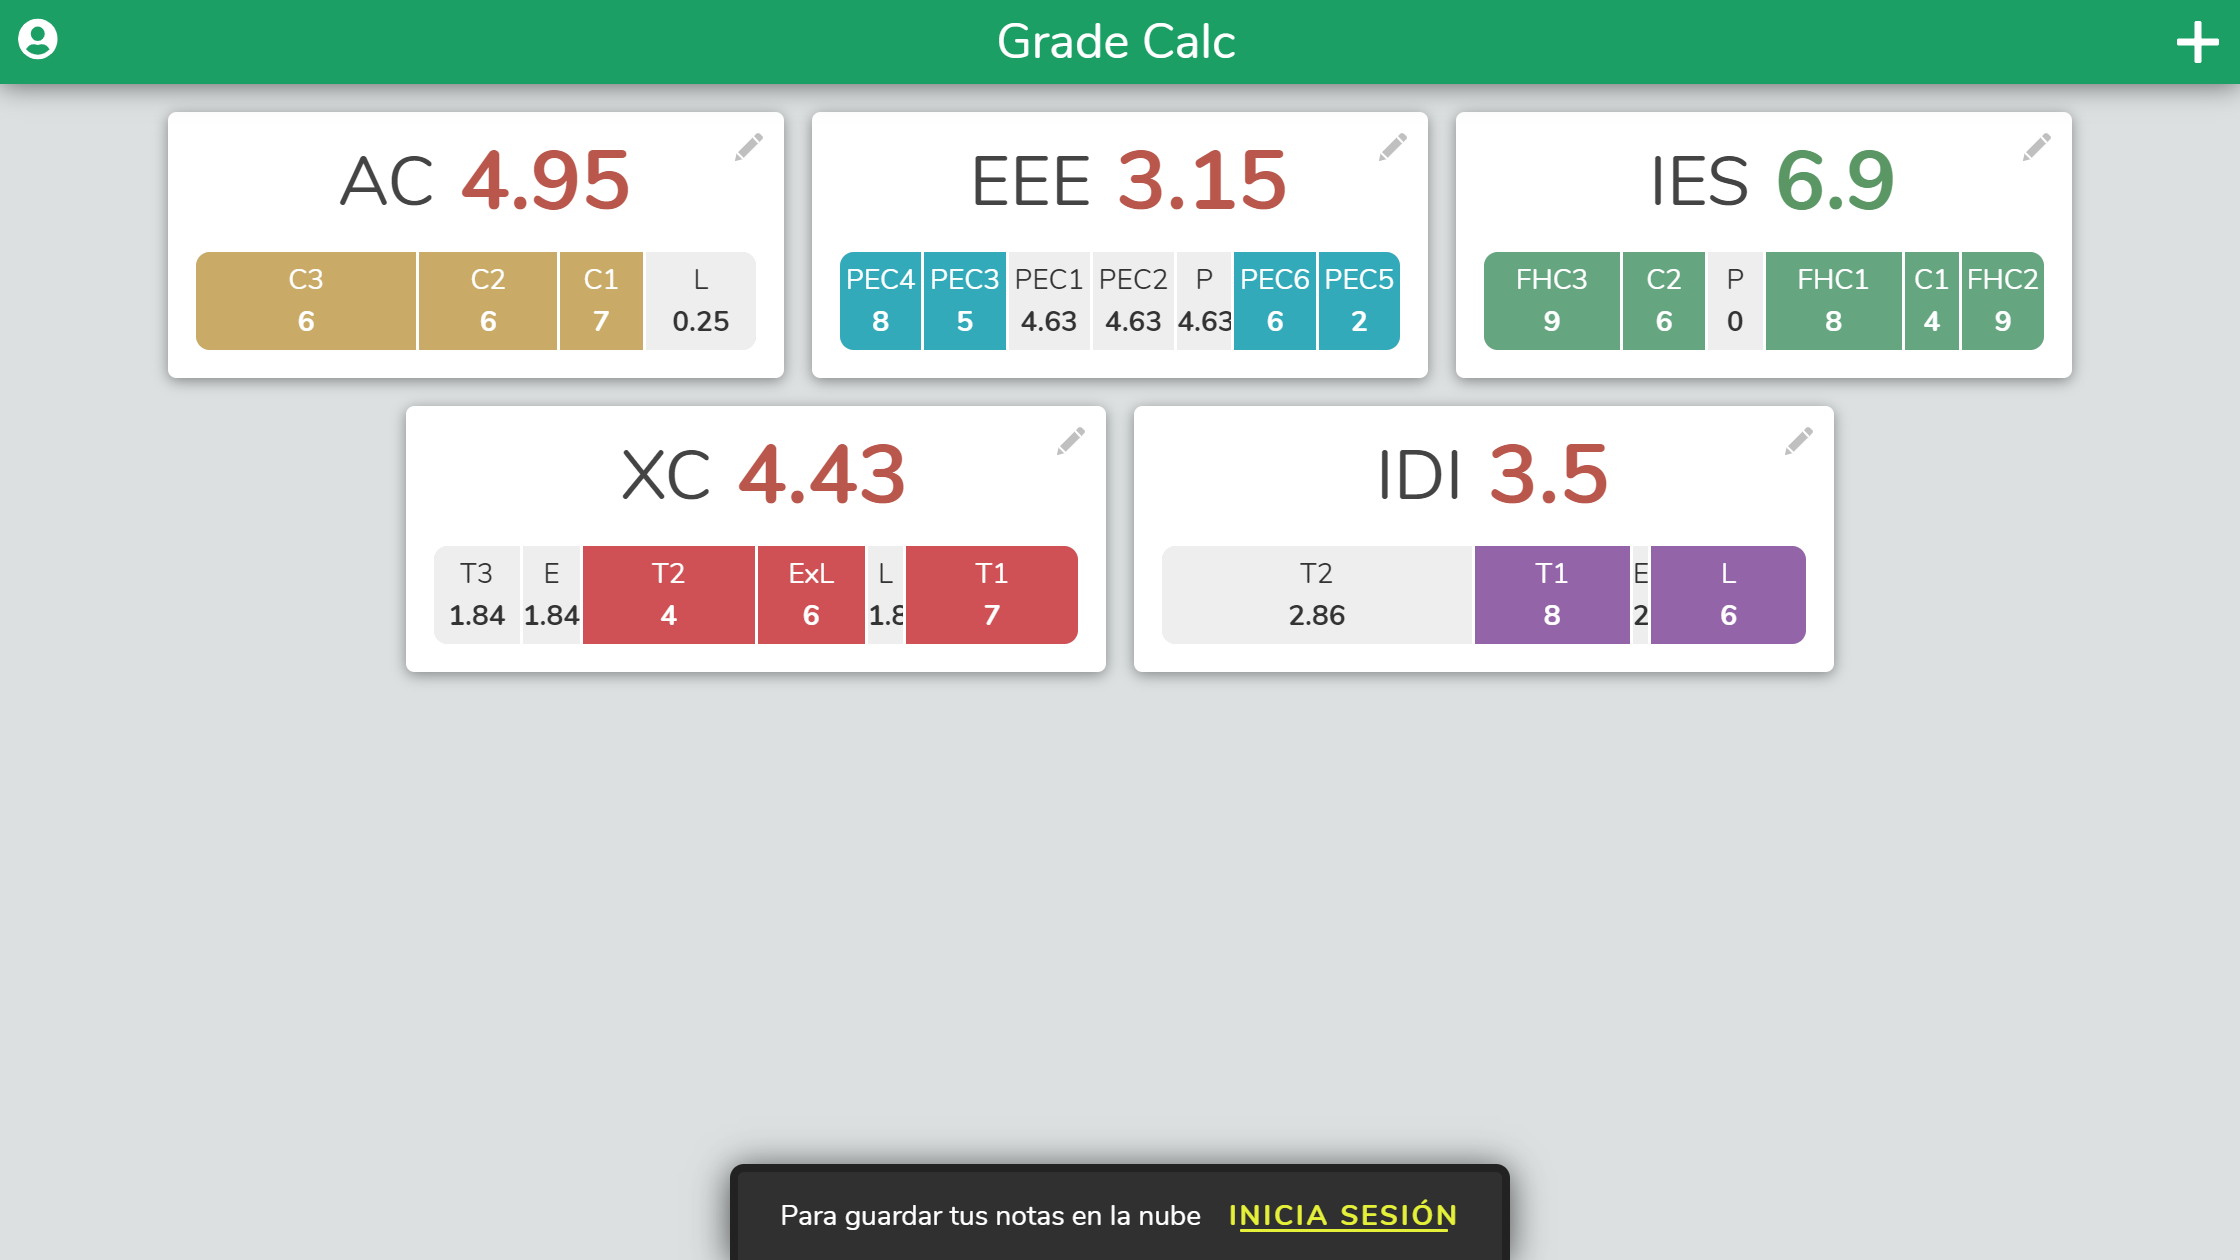 Grade Calc
AC 4.95
C3 C2 C1 L
6 6 7 0.25
EEE 3.15
PEC4 PEC3 PEC1 PEC2 P PEC6 PEC5
8 5 4.63 4.63 4.63 6 2
IES 6.9
FHC3 C2 P FHC1 C1 FHC2
9 6 0 8 4 9
XC 4.43
T3 E T2 ExL L T1
1.84 1.84 4 6 1.8 7
IDI 3.5
T2 T1 E L
2.86 8 2 6
Para guardar tus notas en la nube INICIA SESIÓN